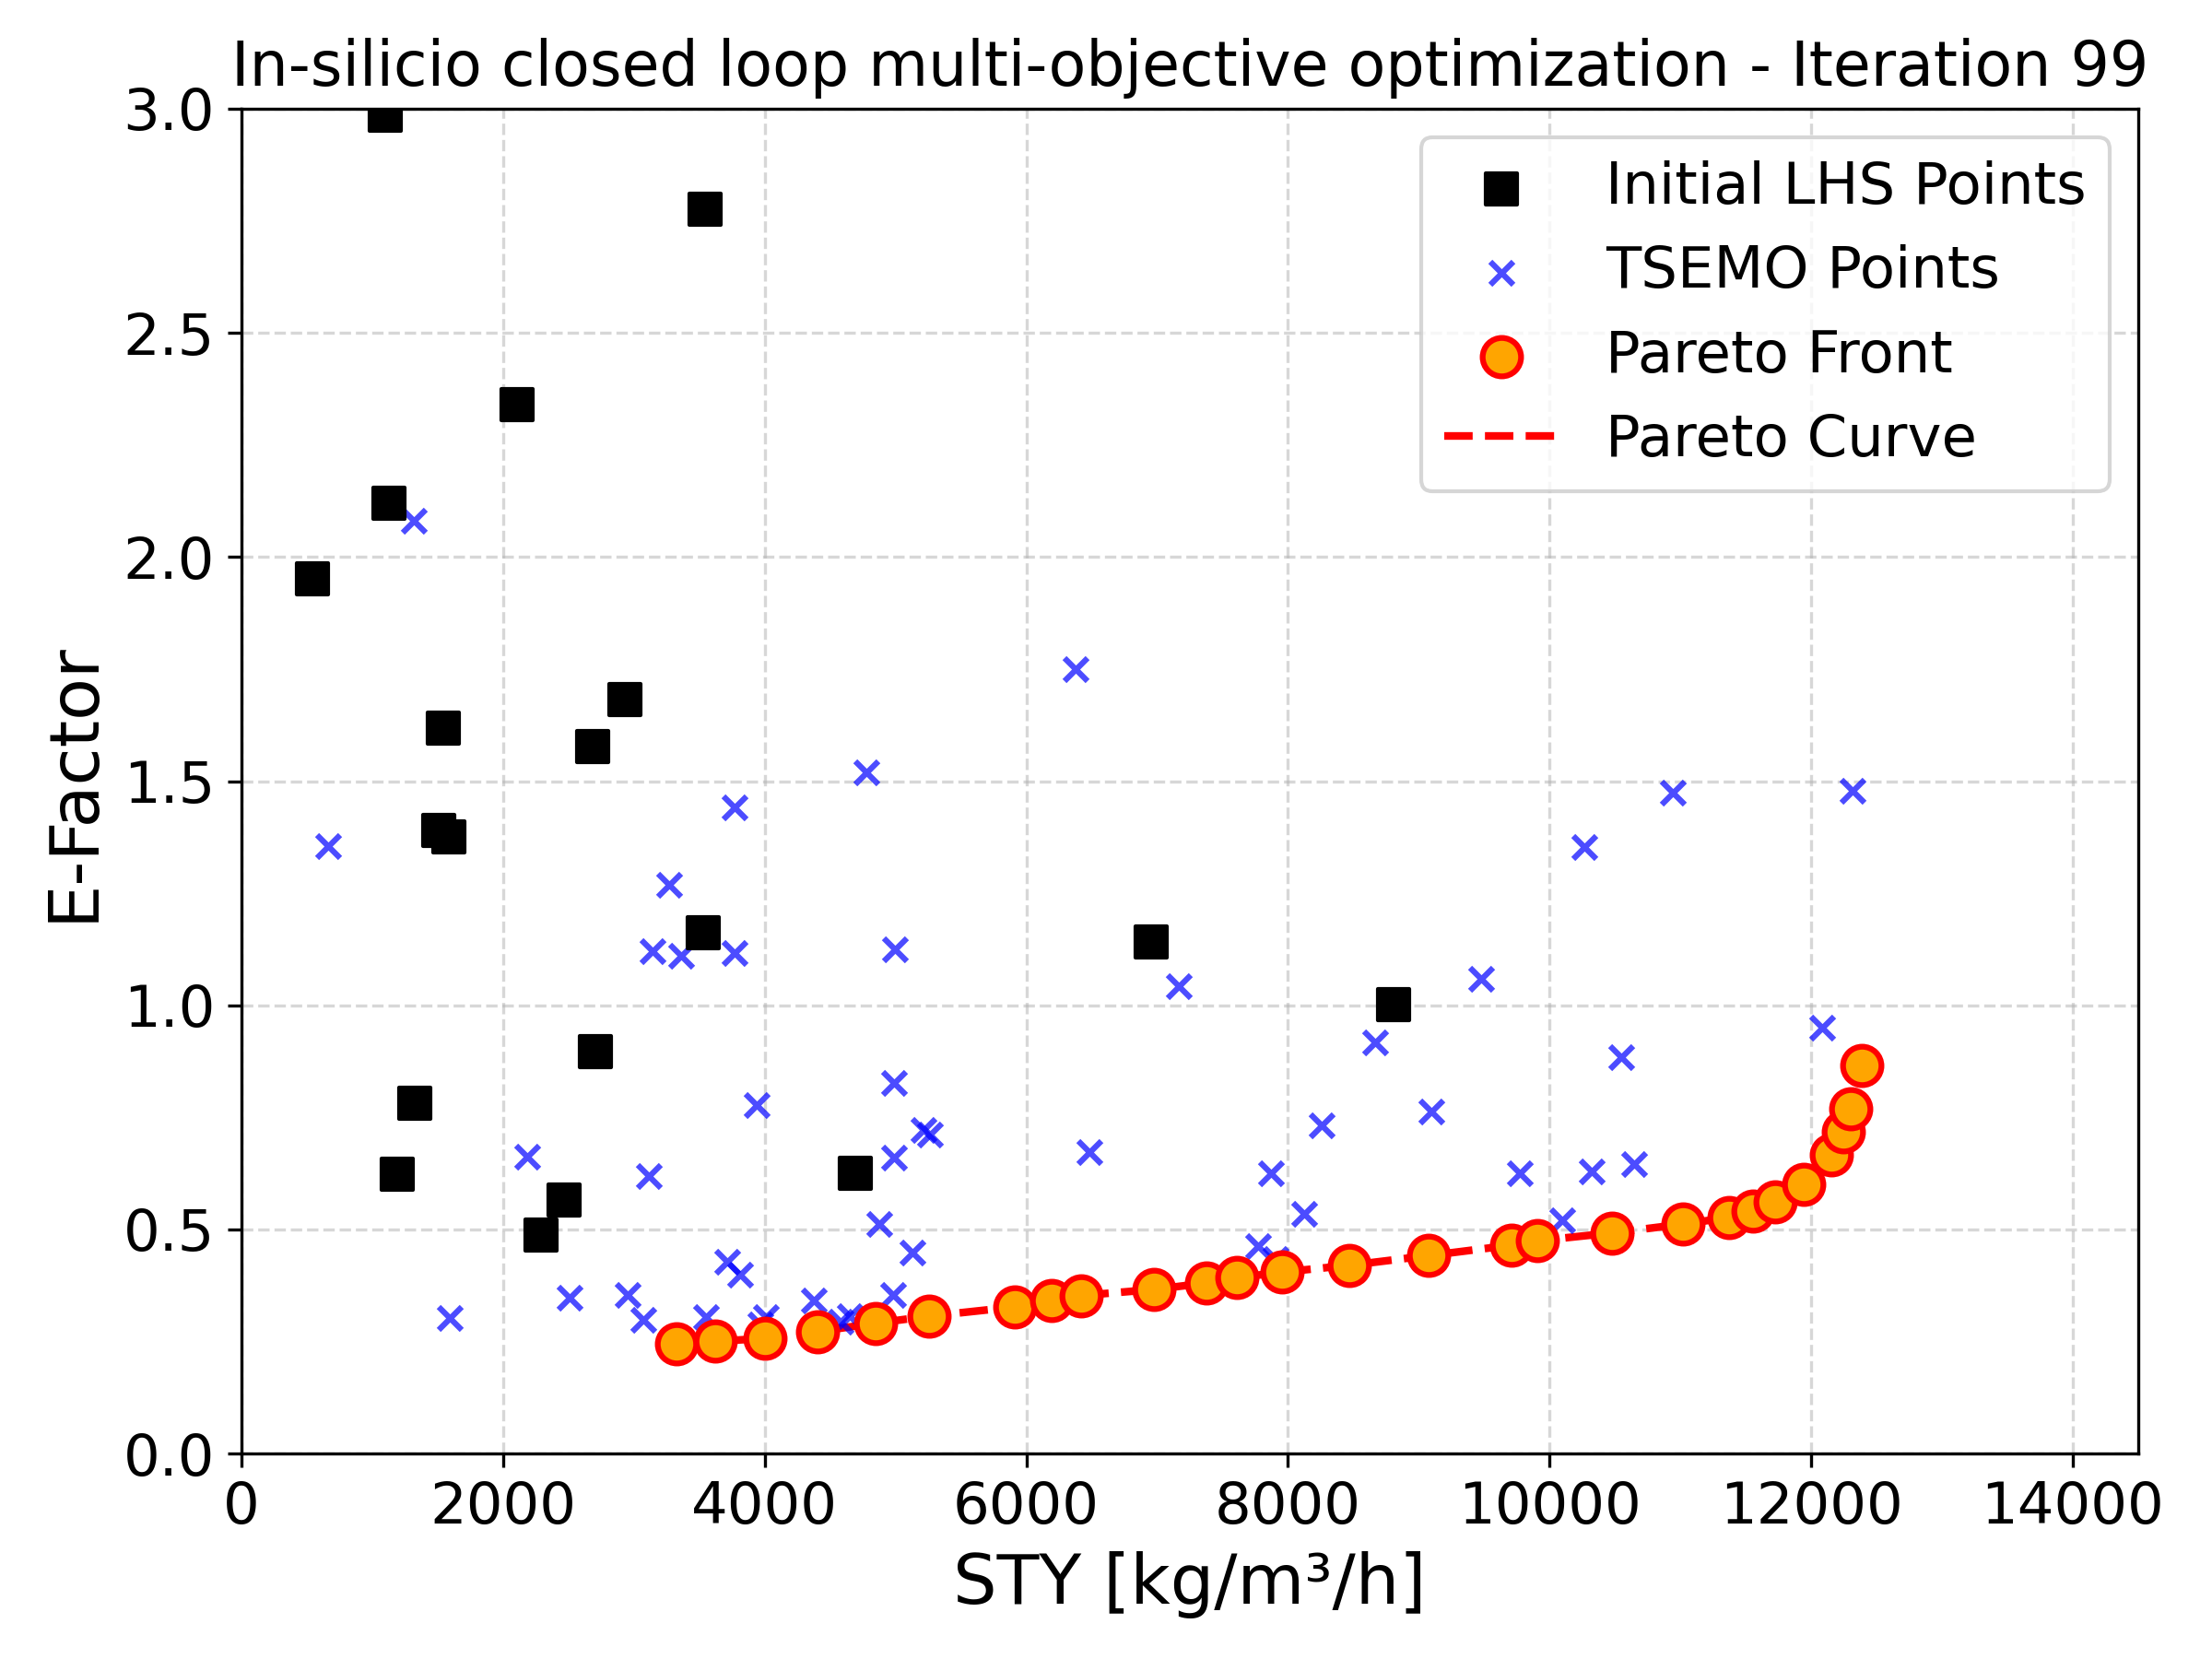 In-silicio closed loop multi-objective optimization - Iteration 99
3.0
2.5
2.0
1.5
1.0
0.5
0.0
E-Factor
Initial LHS Points
TSEMO Points
Pareto Front
Pareto Curve
0 2000 4000 6000 8000 10000 12000 14000
STY [kg/m³/h]